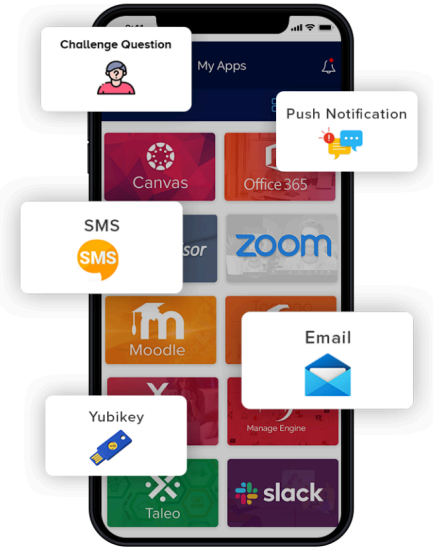 Challenge Question
My Apps
Push Notification
Canvas
Office 365
SMS
SMS
sor
zoom
Moodle
Email
Yubikey
Manage Engine
Taleo
slack